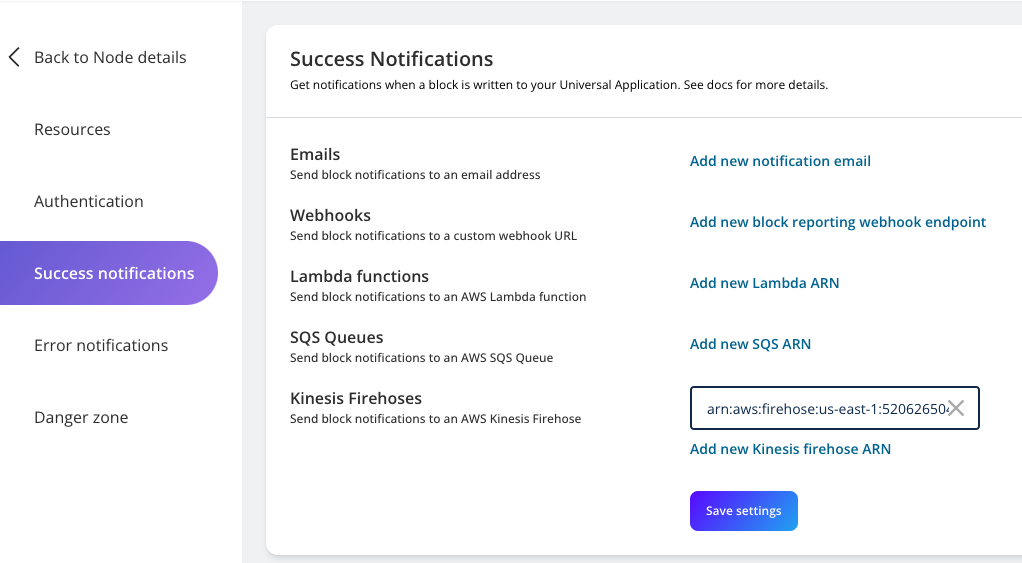 Back to Node details
Resources
Authentication
Success notifications
Error notifications
Danger zone
Success Notifications
Get notifications when a block is written to your Universal Application. See docs for more details.
Emails
Send block notifications to an email address
Add new notification email
Webhooks
Send block notifications to a custom webhook URL
Add new block reporting webhook endpoint
Lambda functions
Send block notifications to an AWS Lambda function
Add new Lambda ARN
SQS Queues
Send block notifications to an AWS SQS Queue
Add new SQS ARN
Kinesis Firehoses
Send block notifications to an AWS Kinesis Firehose
arn:aws:firehose:us-east-1:52062650
Add new Kinesis firehose ARN
Save settings